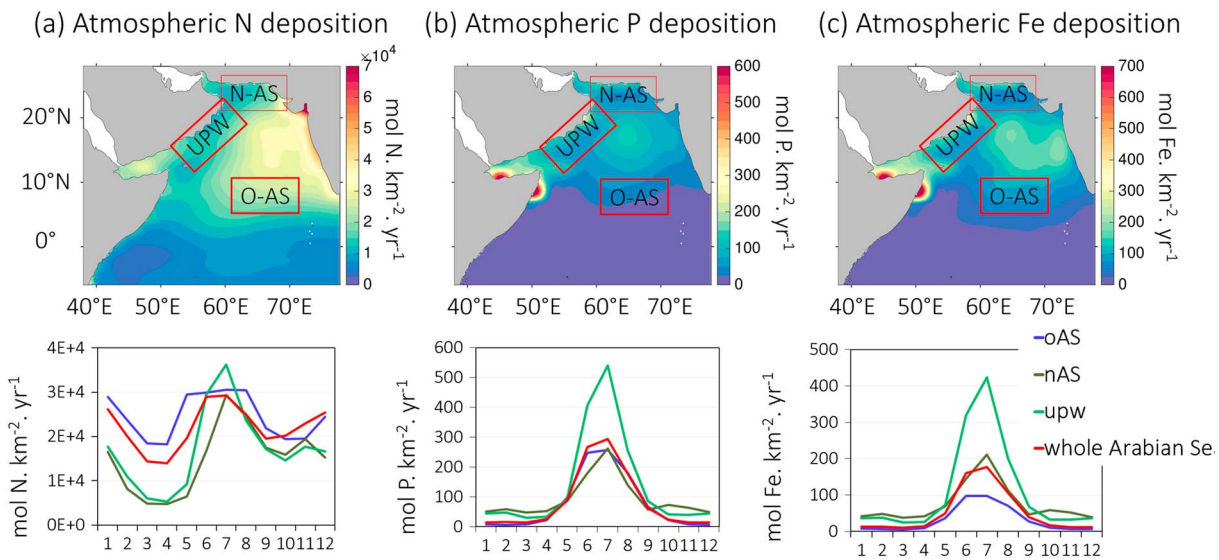 (a) Atmospheric N deposition
(b) Atmospheric P deposition
(c) Atmospheric Fe deposition
N-AS
UPW
O-AS
20°N
10°N
0°
40°E 50°E 60°E 70°E
×10⁴
7
6
5
4
3
2
1
0
mol N. km⁻². yr⁻¹
N-AS
UPW
O-AS
40°E 50°E 60°E 70°E
600
500
400
300
200
100
0
mol P. km⁻². yr⁻¹
N-AS
UPW
O-AS
40°E 50°E 60°E 70°E
700
600
500
400
300
200
100
0
mol Fe. km⁻². yr⁻¹
mol N. km⁻². yr⁻¹
4E+4
3E+4
2E+4
1E+4
0E+0
1 2 3 4 5 6 7 8 9 10 11 12
mol P. km⁻². yr⁻¹
600
500
400
300
200
100
0
1 2 3 4 5 6 7 8 9 10 11 12
mol Fe. km⁻². yr⁻¹
500
400
300
200
100
0
1 2 3 4 5 6 7 8 9 10 11 12
oAS
nAS
upw
whole Arabian Se